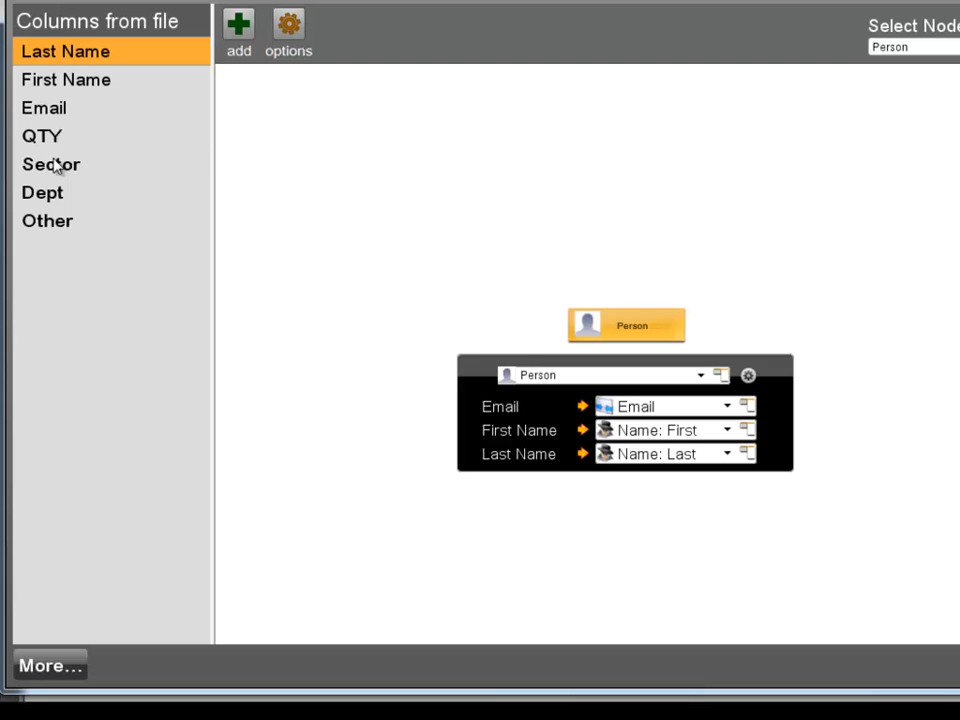 Columns from file
Last Name
First Name
Email
QTY
Sector
Dept
Other
add
options
Select Node
Person
Person
Person
Email
Email
First Name
Name: First
Last Name
Name: Last
More...